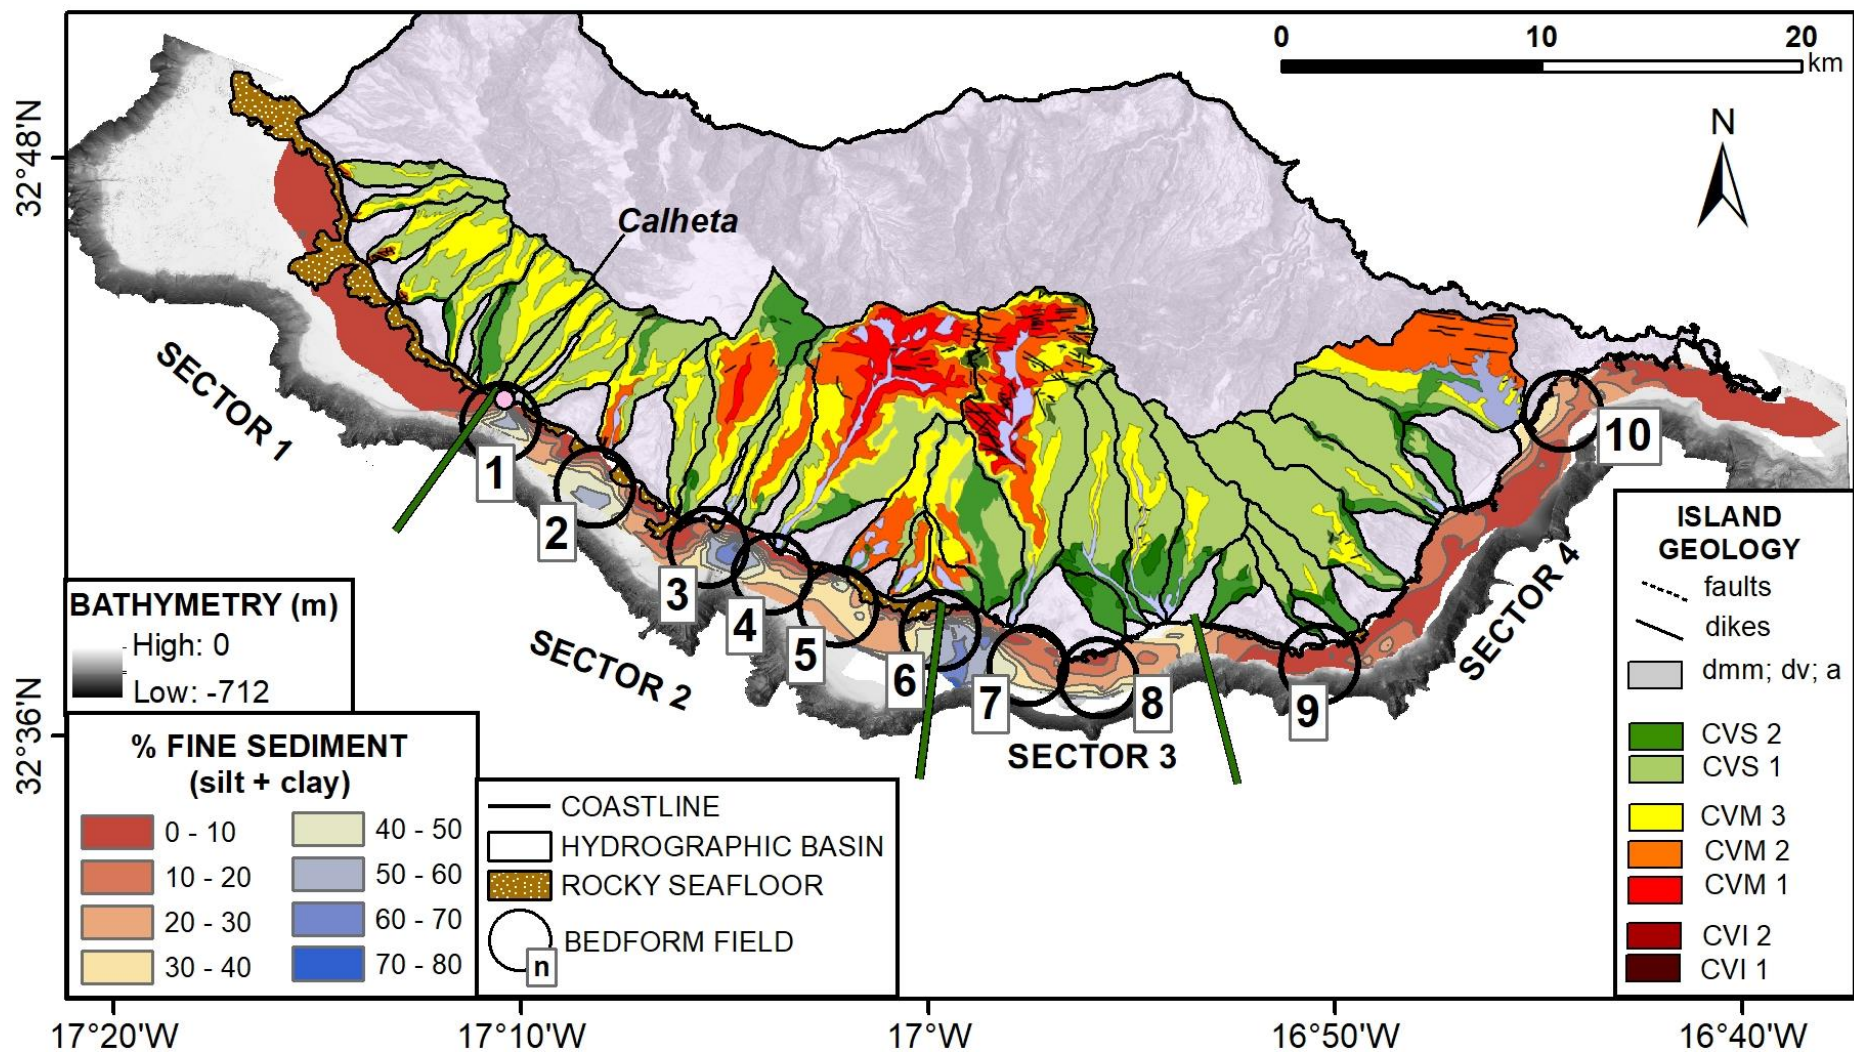 0 10 20
km
N
32°48'N
32°36'N
Calheta
SECTOR 1
SECTOR 2
SECTOR 3
SECTOR 4
1
2
3
4
5
6
7
8
9
10
BATHYMETRY (m)
High: 0
Low: -712
% FINE SEDIMENT
(silt + clay)
0 - 10
10 - 20
20 - 30
30 - 40
40 - 50
50 - 60
60 - 70
70 - 80
COASTLINE
HYDROGRAPHIC BASIN
ROCKY SEAFLOOR
BEDFORM FIELD
n
ISLAND
GEOLOGY
faults
dikes
dmm; dv; a
CVS 2
CVS 1
CVM 3
CVM 2
CVM 1
CVI 2
CVI 1
17°20'W 17°10'W 17°'W 16°50'W 16°40'W